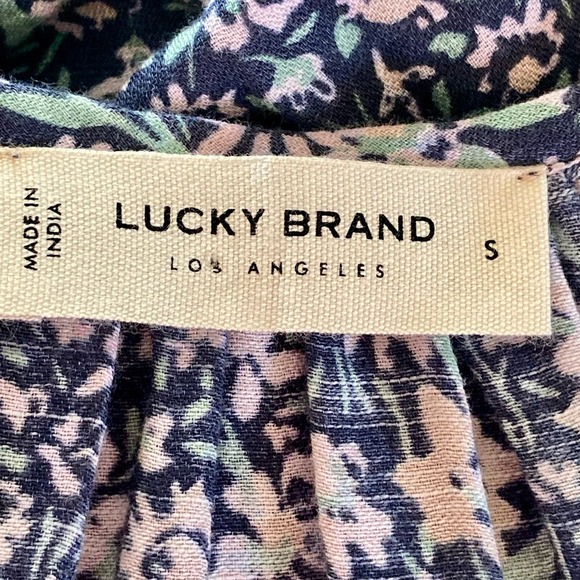 MADE IN
INDIA
LUCKY BRAND
LOS ANGELES
S